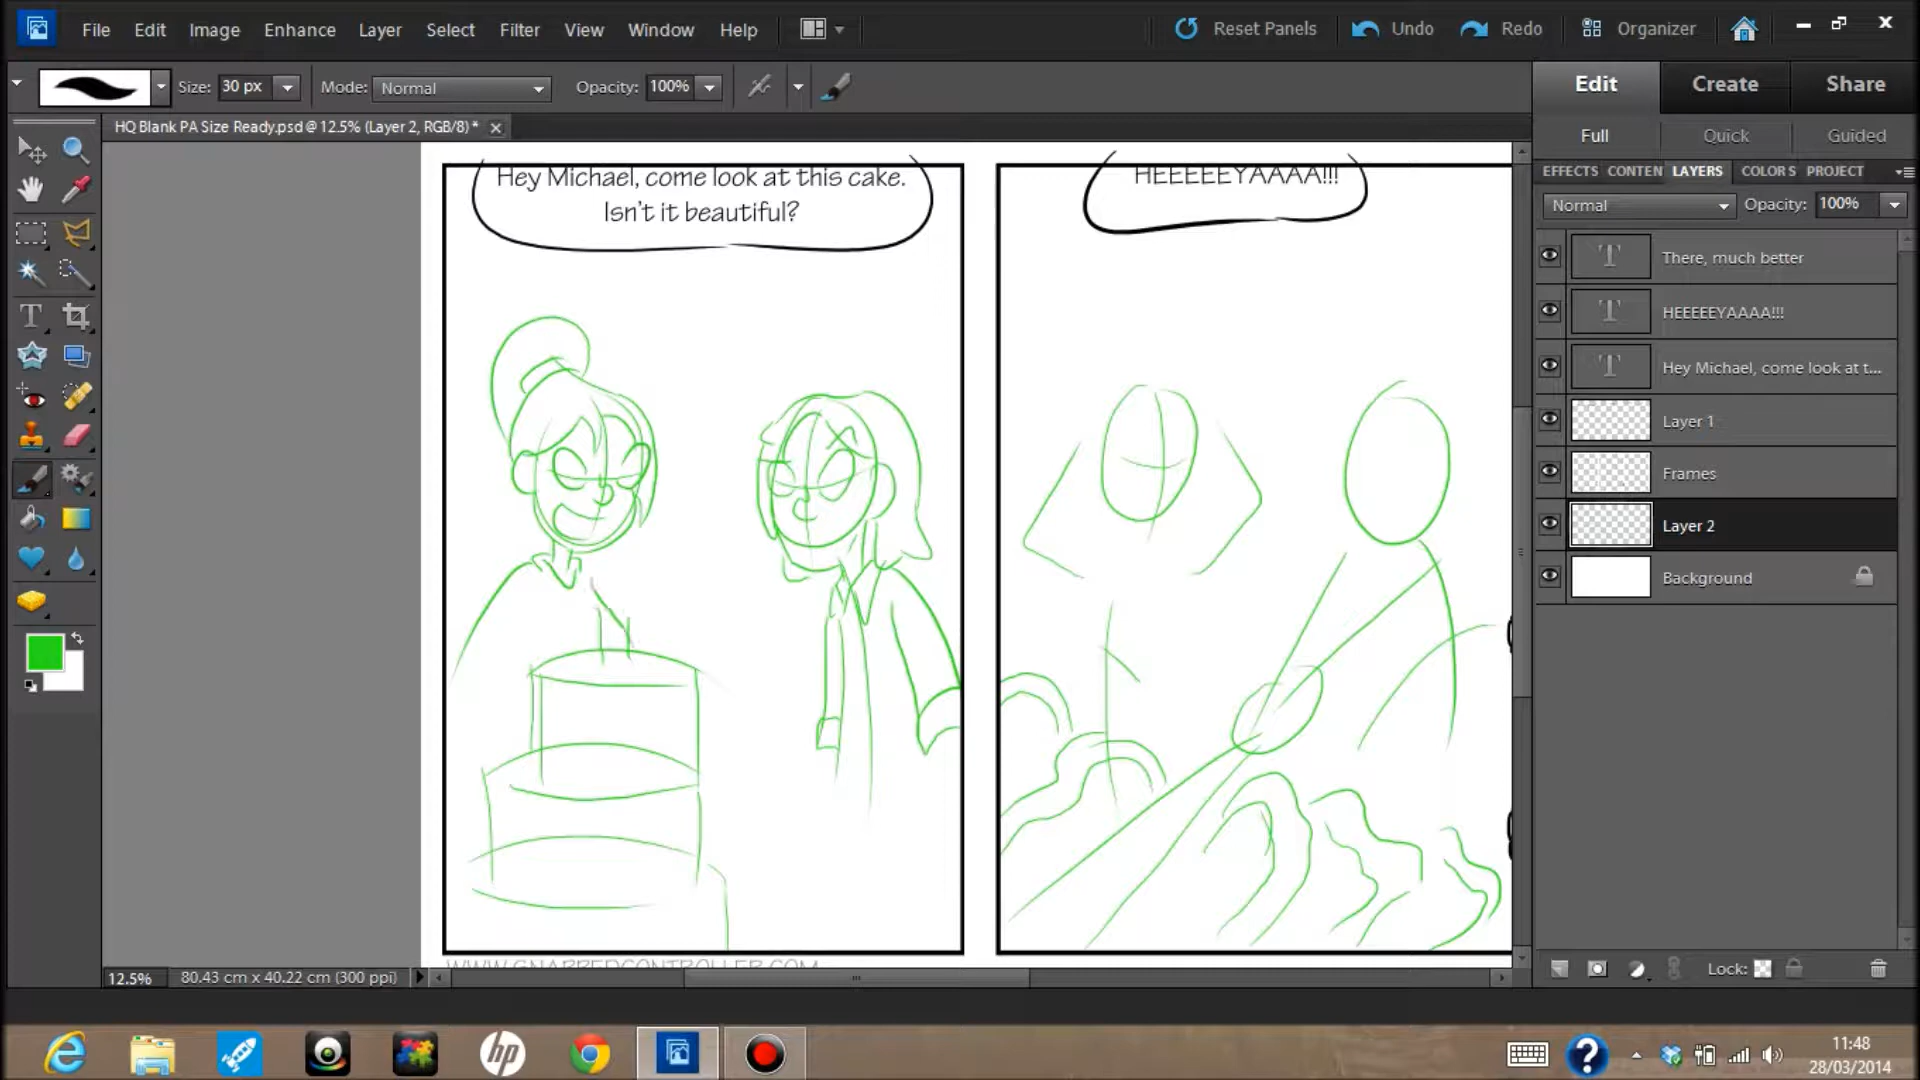 File Edit Image Enhance Layer Select Filter View Window Help Reset Panels Undo Redo Organizer
Size: 30 px Mode: Normal Opacity: 100% Edit Create Share
HQ Blank PA Size Ready.psd @ 12.5% (Layer 2, RGB/8) *
Full Quick Guided
EFFECTS CONTEN LAYERS COLORS PROJECT
Normal Opacity: 100%
Hey Michael, come look at this cake.
Isn't it beautiful?
HEEEEEYAAAA!!!
There, much better
HEEEEEYAAAA!!!
Hey Michael, come look at t...
Layer 1
Frames
Layer 2
Background
WWW.GNARREDCONTROLLER.COM
12.5% 80.43 cm x 40.22 cm (300 ppi) Lock:
hp
11:48
28/03/2014